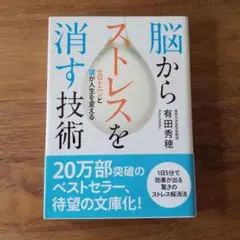 脳から
ストレスを
消す技術
セロトニンと
涙が人生を変える
有田秀穂
20万部突破の
ベストセラー、
待望の文庫化!
1日5分で
効果が出る
驚きの
ストレス解消法